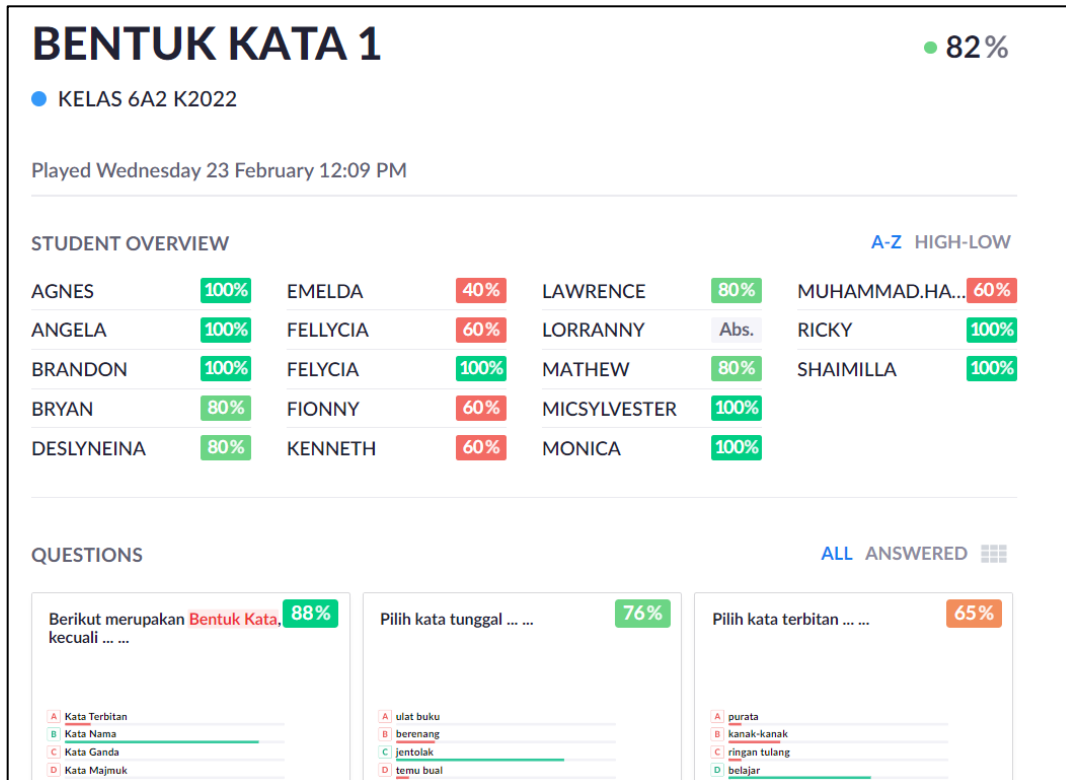 BENTUK KATA 1
82%
KELAS 6A2 K2022
Played Wednesday 23 February 12:09 PM
STUDENT OVERVIEW
A-Z HIGH-LOW
AGNES 100%
ANGELA 100%
BRANDON 100%
BRYAN 80%
DESLYNEINA 80%
EMELDA 40%
FELLYCIA 60%
FELYCIA 100%
FIONNY 60%
KENNETH 60%
LAWRENCE 80%
LORRANNY Abs.
MATHEW 80%
MICSYLVESTER 100%
MONICA 100%
MUHAMMAD.HA... 60%
RICKY 100%
SHAIMILLA 100%
QUESTIONS
ALL ANSWERED
Berikut merupakan Bentuk Kata, 88%
kecuali ... ...
A Kata Terbitan
B Kata Nama
C Kata Ganda
D Kata Majmuk
Pilih kata tunggal ... ... 76%
A ulat buku
B berenang
C jentolak
D temu bual
Pilih kata terbitan ... ... 65%
A purata
B kanak-kanak
C ringan tulang
D belajar